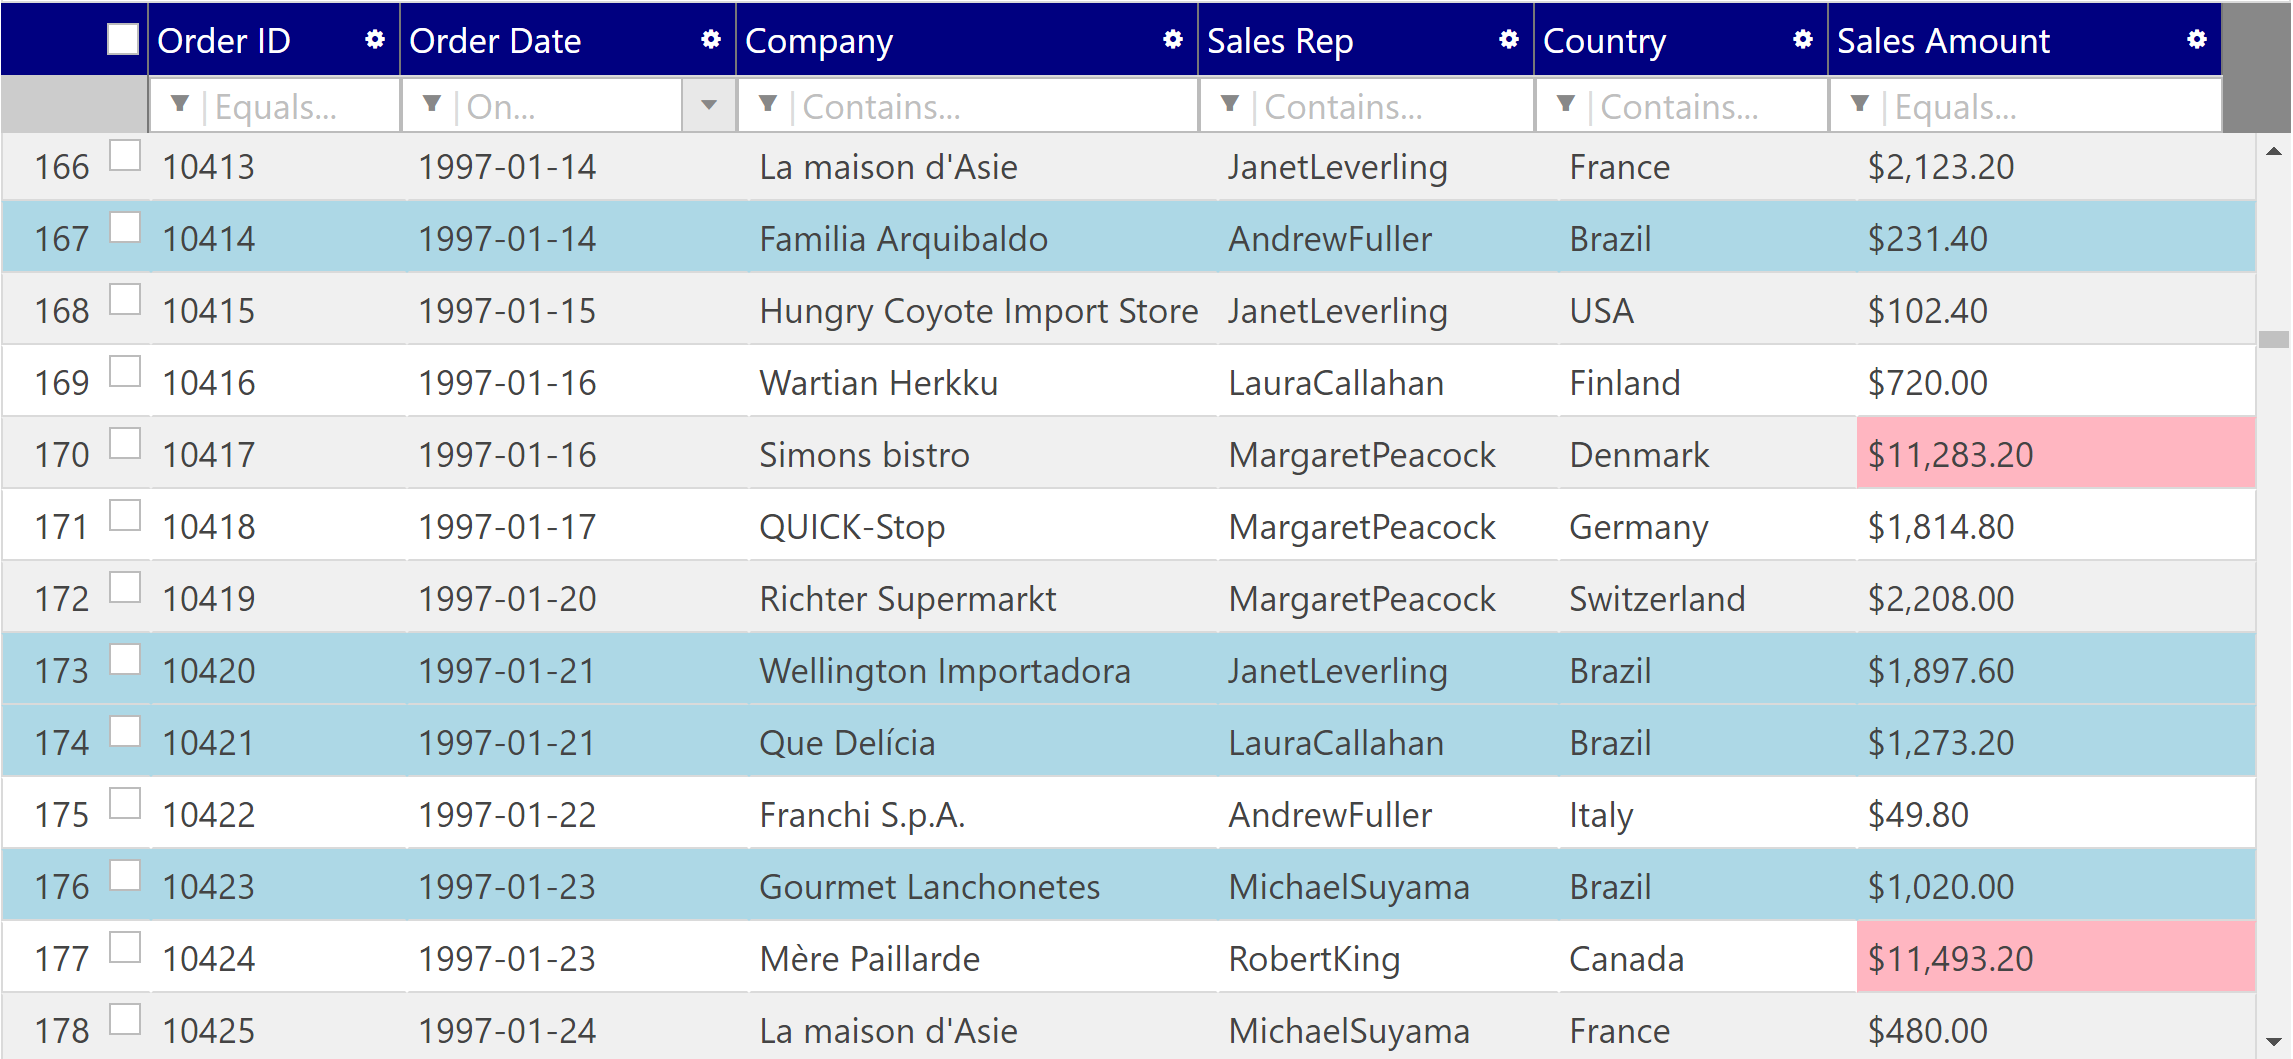 Order ID Order Date Company Sales Rep Country Sales Amount
Equals... On... Contains... Contains... Contains... Equals...
166 10413 1997-01-14 La maison d'Asie JanetLeverling France $2,123.20
167 10414 1997-01-14 Familia Arquibaldo AndrewFuller Brazil $231.40
168 10415 1997-01-15 Hungry Coyote Import Store JanetLeverling USA $102.40
169 10416 1997-01-16 Wartian Herkku LauraCallahan Finland $720.00
170 10417 1997-01-16 Simons bistro MargaretPeacock Denmark $11,283.20
171 10418 1997-01-17 QUICK-Stop MargaretPeacock Germany $1,814.80
172 10419 1997-01-20 Richter Supermarkt MargaretPeacock Switzerland $2,208.00
173 10420 1997-01-21 Wellington Importadora JanetLeverling Brazil $1,897.60
174 10421 1997-01-21 Que Delícia LauraCallahan Brazil $1,273.20
175 10422 1997-01-22 Franchi S.p.A. AndrewFuller Italy $49.80
176 10423 1997-01-23 Gourmet Lanchonetes MichaelSuyama Brazil $1,020.00
177 10424 1997-01-23 Mère Paillarde RobertKing Canada $11,493.20
178 10425 1997-01-24 La maison d'Asie MichaelSuyama France $480.00